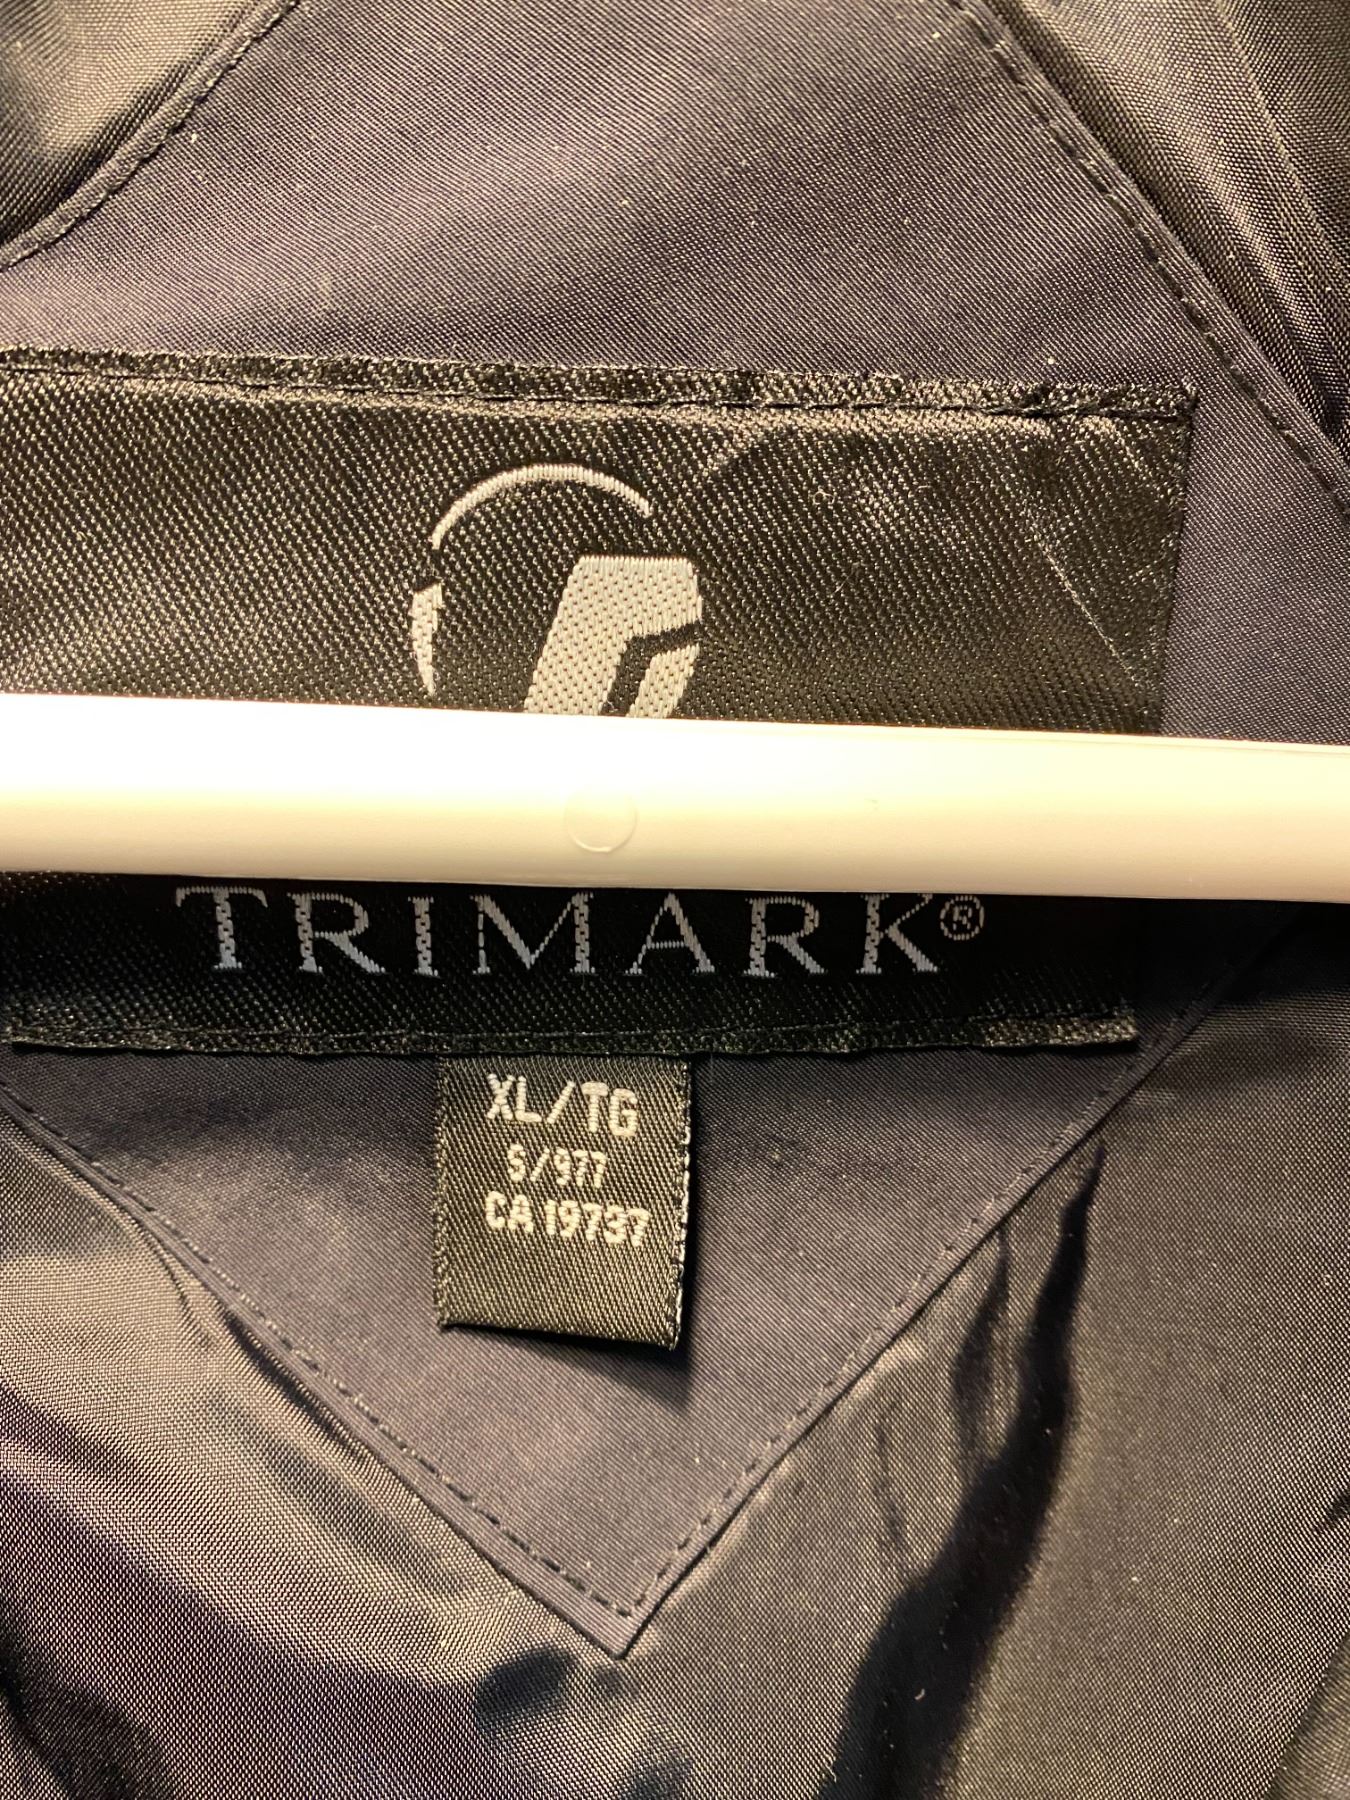 TRIMARK®
XL/TG
S/977
CA 19737